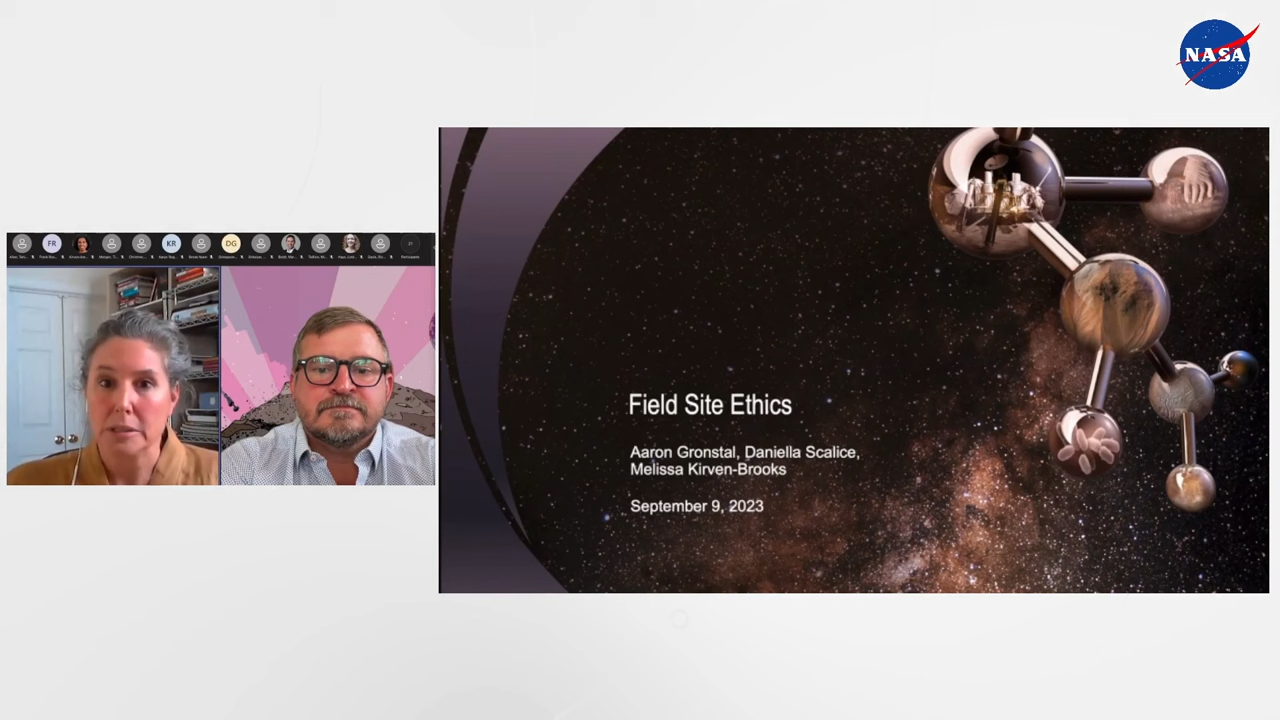 NASA
FR
KR
DG
Field Site Ethics
Aaron Gronstal, Daniella Scalice,
Melissa Kirven-Brooks
September 9, 2023